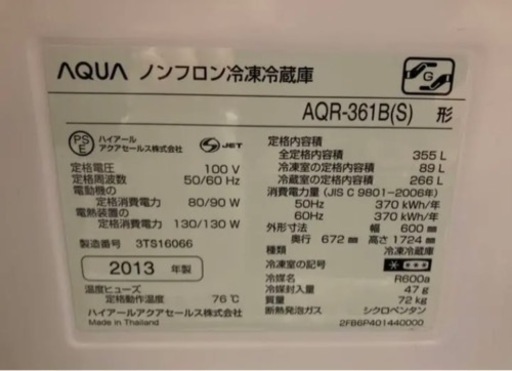 AQUA ノンフロン冷凍冷蔵庫
G
AQR-361B(S) 形
PS
E
ハイアール
アクアセールス株式会社
S JET
定格電圧 100 V
定格周波数 50/60 Hz
電動機の
定格消費電力 80/90 W
電熱装置の
定格消費電力 130/130 W
製造番号 3TS16066
2013 年製
温度ヒューズ
定格動作温度 76℃
ハイアールアクアセールス株式会社
Made in Thailand
定格内容積
全定格内容積 355 L
冷凍室の定格内容積 89 L
冷蔵室の定格内容積 266 L
消費電力量 (JIS C 9801-2006年)
50Hz 370 kWh/年
60Hz 370 kWh/年
外形寸法 幅 600 mm
奥行 672 mm 高さ 1724 mm
種類 冷凍冷蔵庫
冷凍室の記号
冷媒名 R600a
冷媒封入量 47 g
質量 72 kg
断熱発泡ガス シクロペンタン
2FB6P401440000